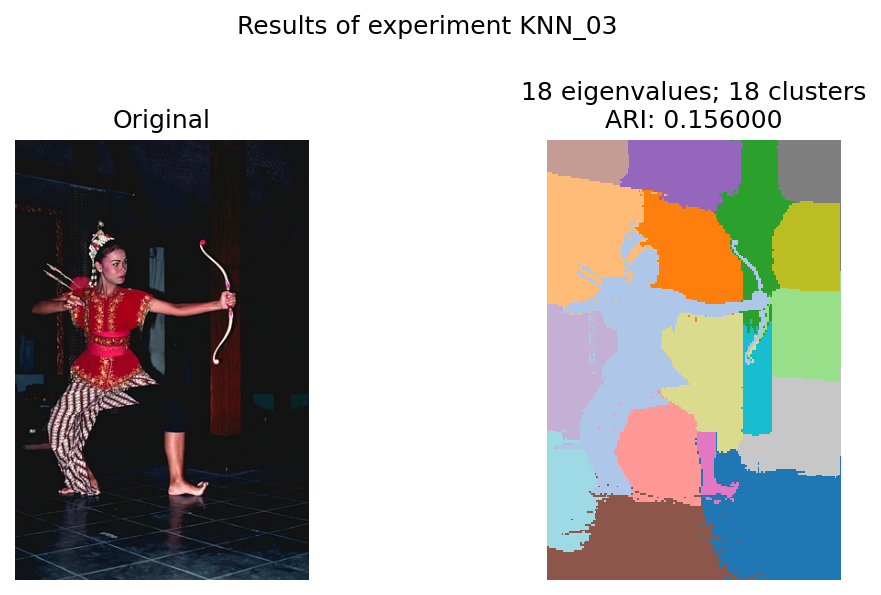 Results of experiment KNN_03
Original
18 eigenvalues; 18 clusters
ARI: 0.156000